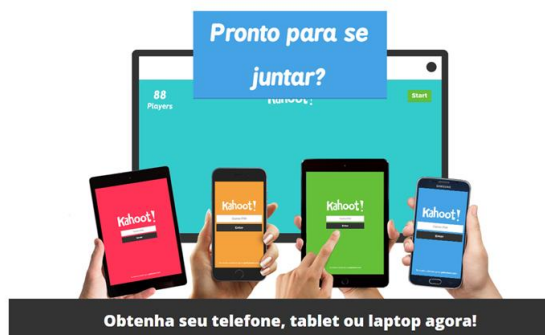 Pronto para se
juntar?
Kahoot!
88
Players
Start
Kahoot!
Kahoot!
Kahoot!
Kahoot!
Obtenha seu telefone, tablet ou laptop agora!